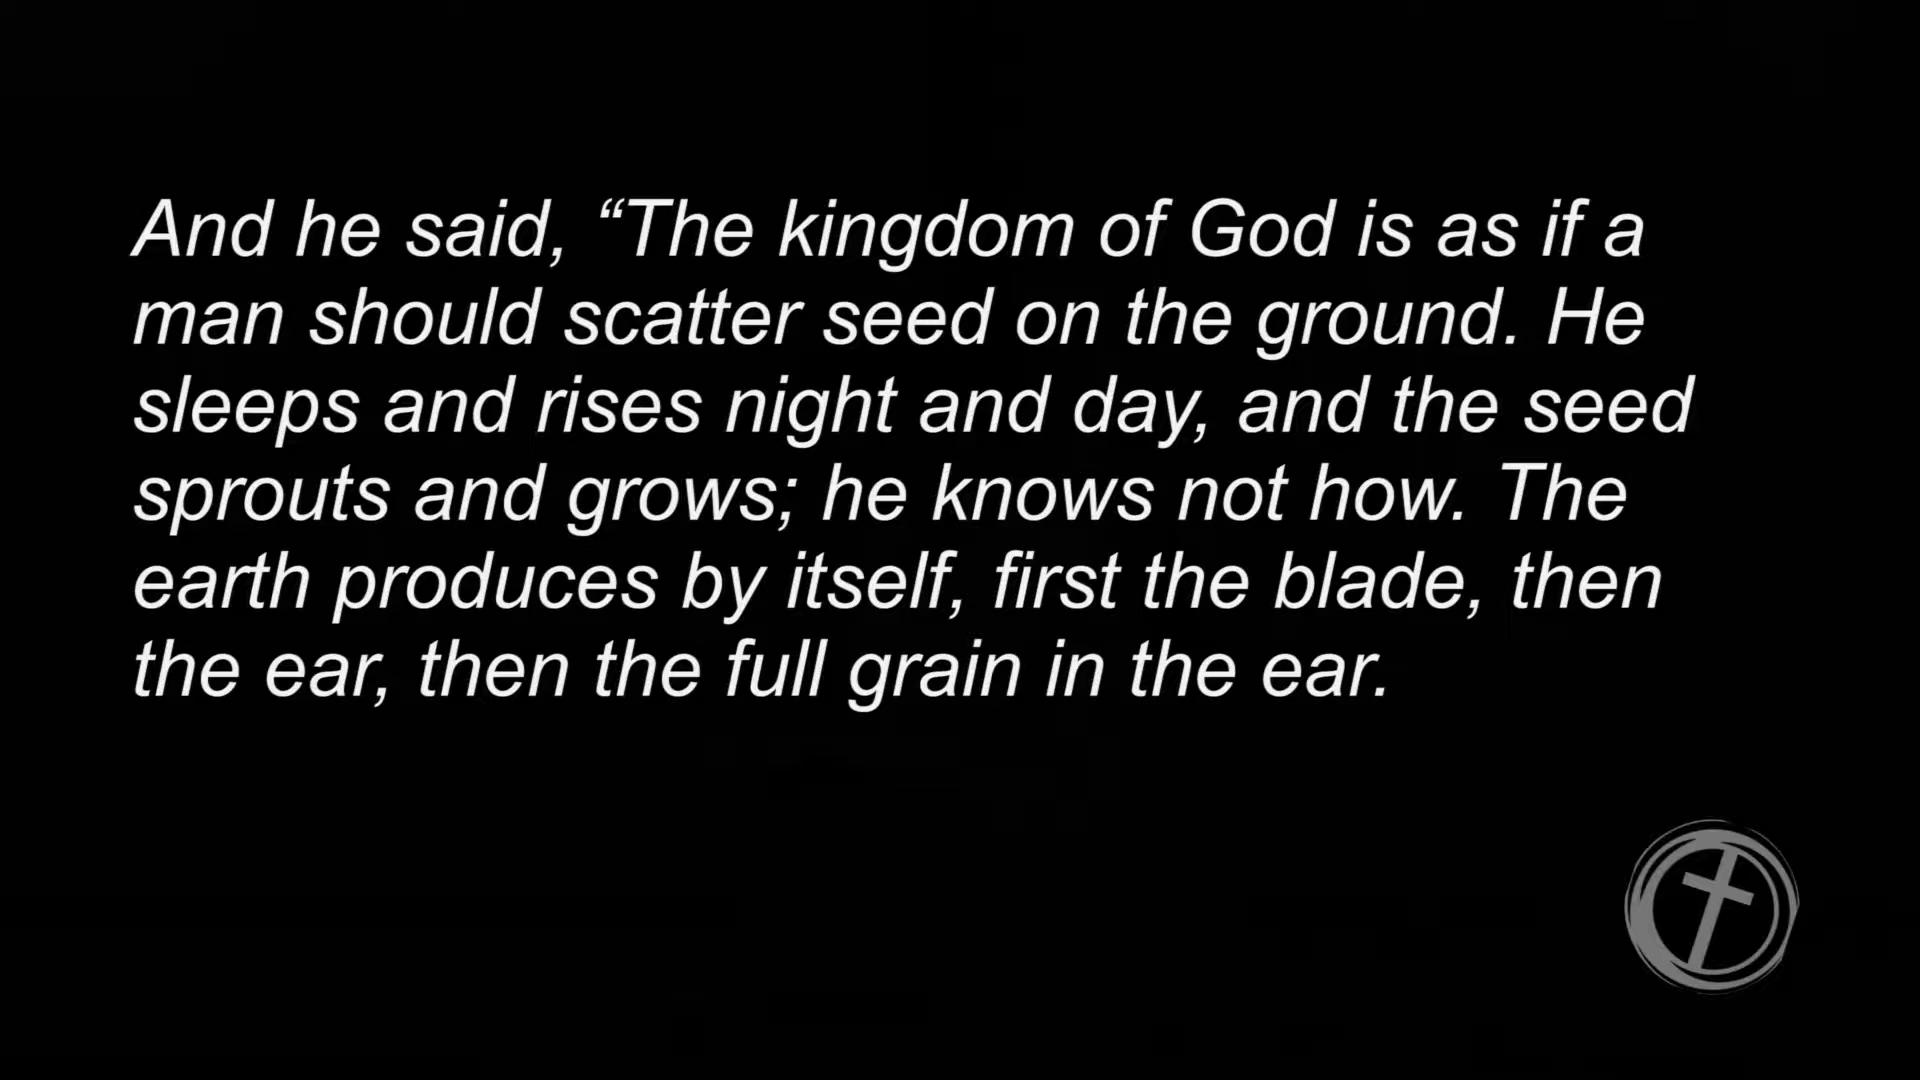 And he said, “The kingdom of God is as if a
man should scatter seed on the ground. He
sleeps and rises night and day, and the seed
sprouts and grows; he knows not how. The
earth produces by itself, first the blade, then
the ear, then the full grain in the ear.